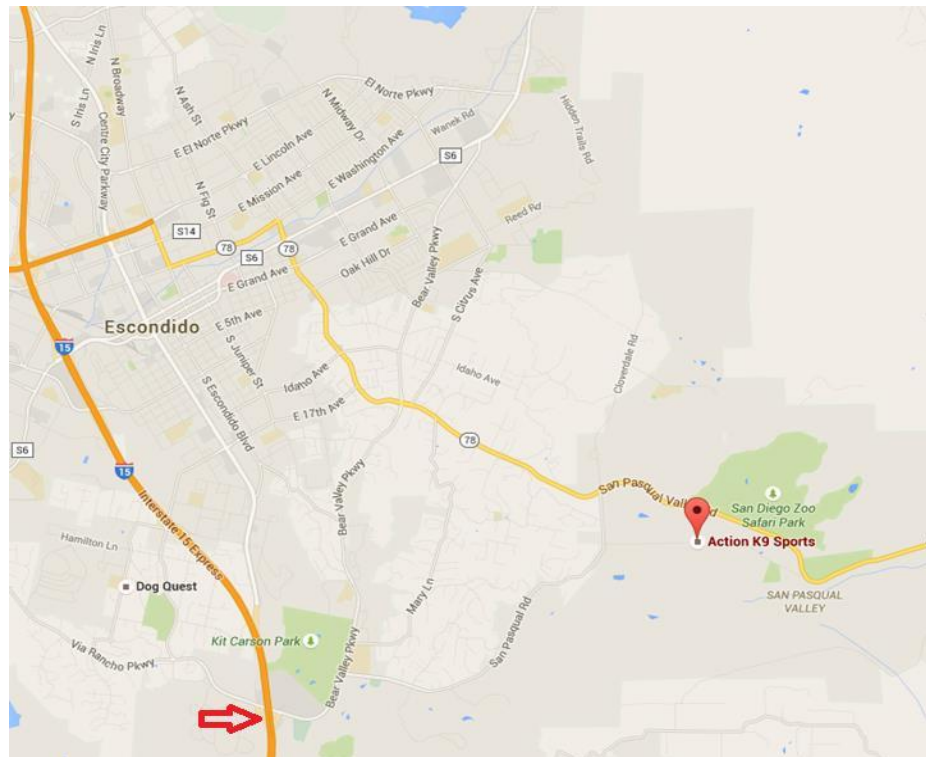 N Iris Ln
S Iris Ln
N Broadway
Centre City Parkway
N Ash St
El Norte Pkwy
N Midway Dr
Wanek Rd
Hidden Trails Rd
E El Norte Pkwy
E Lincoln Ave
E Washington Ave
S6
N Fig St
E Mission Ave
Reed Rd
S14
78
S6
78
E Grand Ave
E Grand Ave
Oak Hill Dr
Bear Valley Pkwy
S Citrus Ave
Escondido
E 5th Ave
15
S Juniper St
Idaho Ave
Idaho Ave
Cloverdale Rd
S Escondido Blvd
E 17th Ave
78
S6
15
Interstate 15 Express
Bear Valley Pkwy
San Pasqual Valley Rd
San Diego Zoo
Safari Park
Action K9 Sports
Hamilton Ln
Dog Quest
Mary Ln
SAN PASQUAL
VALLEY
Kit Carson Park
San Pasqual Rd
Via Rancho Pkwy
Bear Valley Pkwy